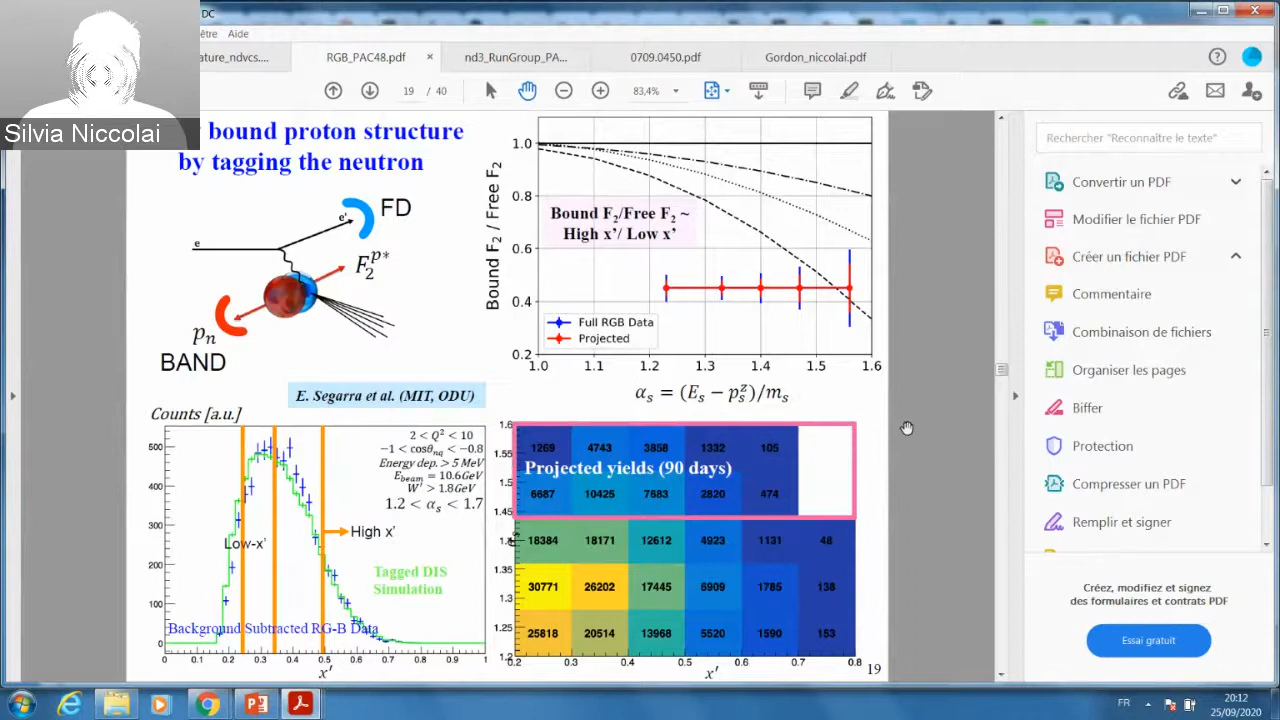 DC
être Aide
ature_ndvcs....
RGB_PAC48.pdf ×
nd3_RunGroup_PA...
0709.0450.pdf
Gordon_niccolai.pdf
19 / 40
83,4%
Silvia Niccolai
bound proton structure
by tagging the neutron
e
e'
FD
F₂ᵖ*
pₙ
BAND
E. Segarra et al. (MIT, ODU)
Bound F₂ / Free F₂
1.0
0.8
0.6
0.4
0.2
Bound F₂/Free F₂ ~
High x'/ Low x'
Full RGB Data
Projected
1.0 1.1 1.2 1.3 1.4 1.5 1.6
αₛ = (Eₛ − pₛᶻ)/mₛ
Counts [a.u.]
500
400
300
200
100
0
2 < Q² < 10
−1 < cosθₙq < −0.8
Energy dep. > 5 MeV
E_beam = 10.6 GeV
W' > 1.8 GeV
1.2 < αₛ < 1.7
Low-x'
High x'
Tagged DIS
Simulation
Background Subtracted RG-B Data
0 0.1 0.2 0.3 0.4 0.5 0.6 0.7 0.8 0.9 1
x'
1.6
1.5
1.45
1.35
1.3
1.25
1269 4743 3858 1332 105
Projected yields (90 days)
6687 10425 7683 2820 474
18384 18171 12612 4923 1131 48
30771 26202 17445 6909 1785 138
25818 20514 13968 5520 1590 153
0.2 0.3 0.4 0.5 0.6 0.7 0.8
x'
19
Rechercher "Reconnaître le texte"
Convertir un PDF
Modifier le fichier PDF
Créer un fichier PDF
Commentaire
Combinaison de fichiers
Organiser les pages
Biffer
Protection
Compresser un PDF
Remplir et signer
Créez, modifiez et signez
des formulaires et contrats PDF
Essai gratuit
FR
20:12
25/09/2020